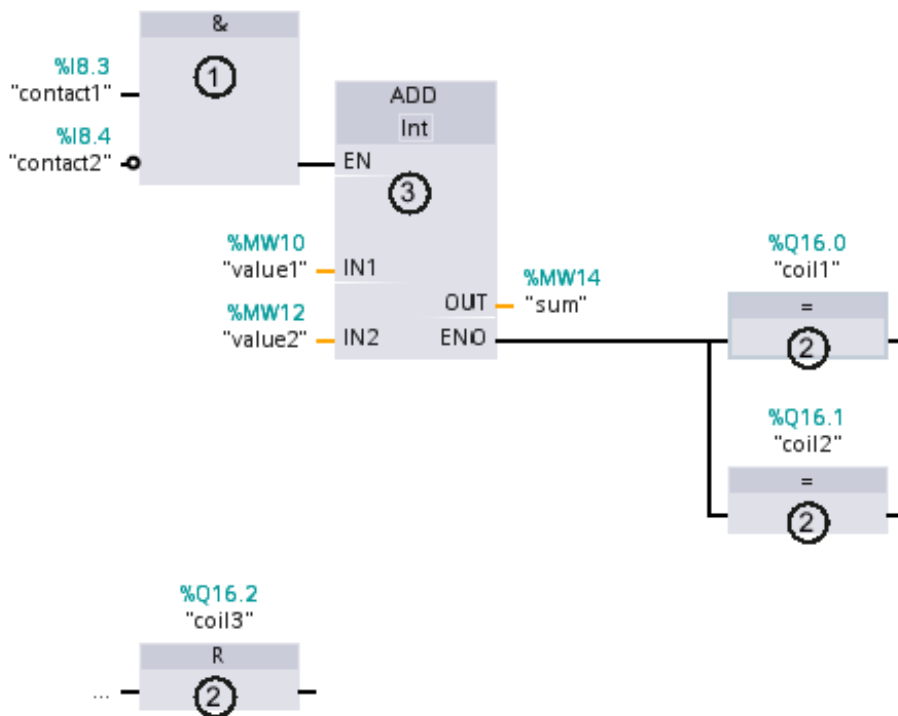 &
1
%I8.3
"contact1"
%I8.4
"contact2"
ADD
Int
EN
3
%MW10
"value1"
IN1
%MW12
"value2"
IN2
OUT
%MW14
"sum"
ENO
%Q16.0
"coil1"
=
2
%Q16.1
"coil2"
=
2
%Q16.2
"coil3"
R
...
2